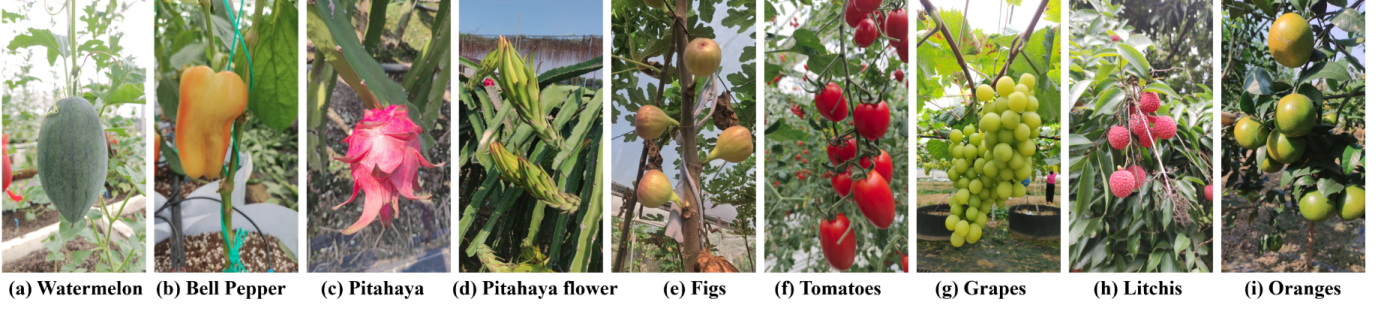 (a) Watermelon (b) Bell Pepper (c) Pitahaya (d) Pitahaya flower (e) Figs (f) Tomatoes (g) Grapes (h) Litchis (i) Oranges